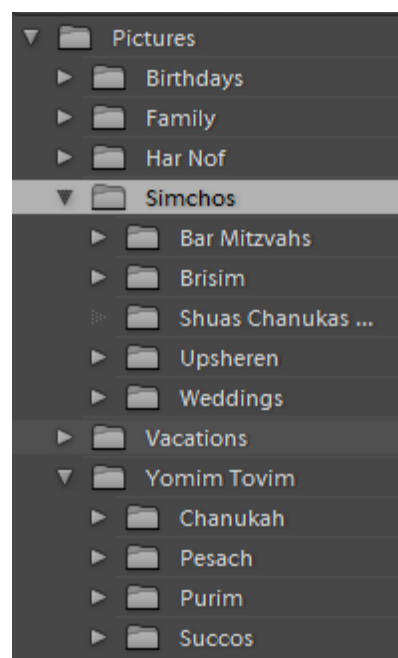 Pictures
Birthdays
Family
Har Nof
Simchos
Bar Mitzvahs
Brisim
Shuas Chanukas ...
Upsheren
Weddings
Vacations
Yomim Tovim
Chanukah
Pesach
Purim
Succos